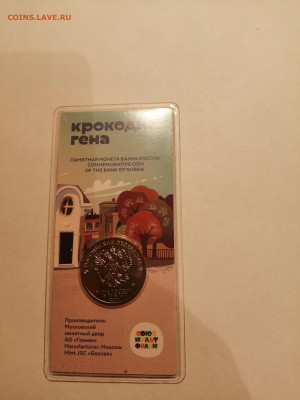 COINS.LAVE.RU
крокоди
гена
ПАМЯТНАЯ МОНЕТА БАНКА РОССИИ
COMMEMORATIVE COIN
OF THE BANK OF RUSSIA
Производитель:
Московский
монетный двор
АО «Гознак»
Manufacturer: Moscow
Mint JSC «Goznak»
СОЮЗ
МУЛЬТ
ФИЛЬМ